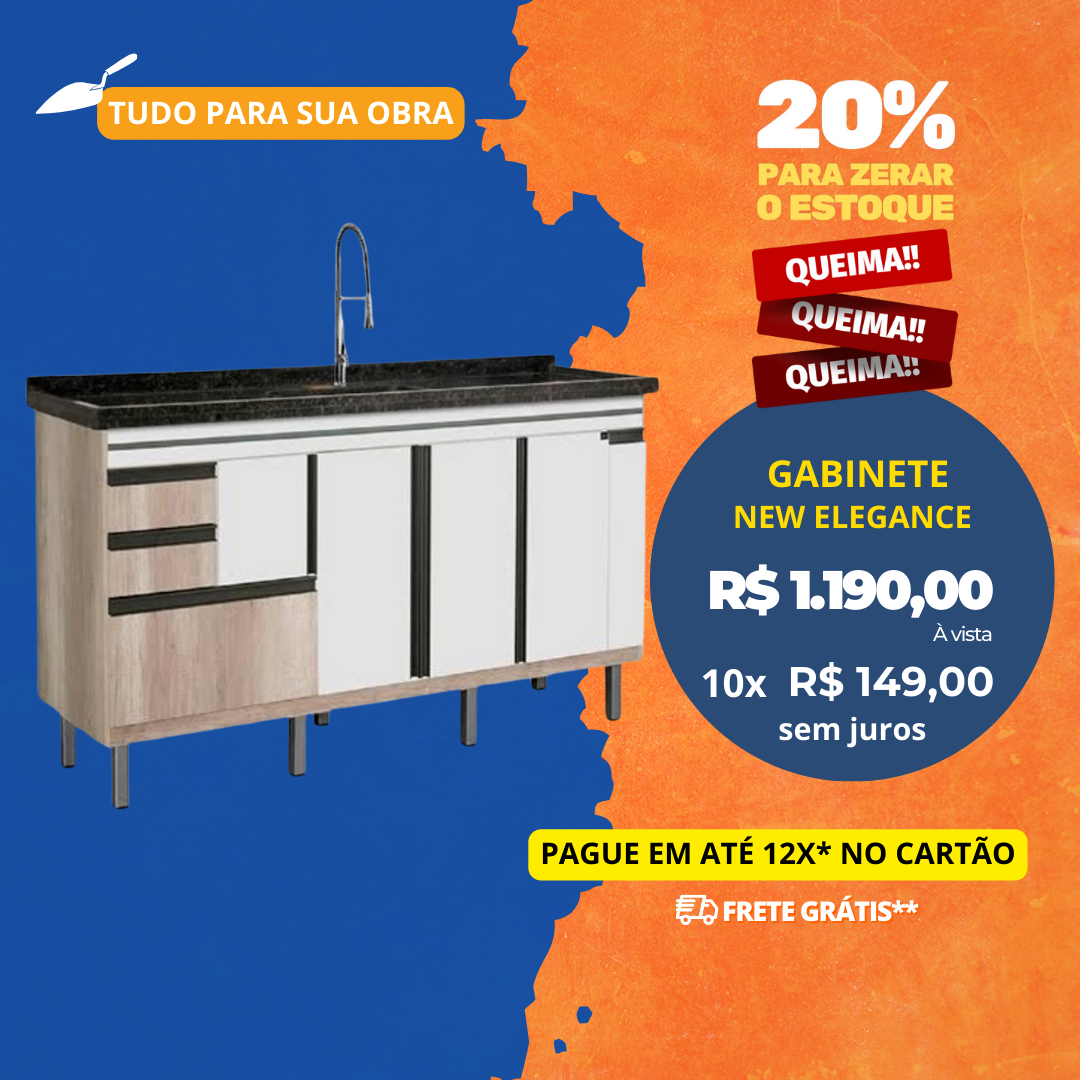 TUDO PARA SUA OBRA
20%
PARA ZERAR
O ESTOQUE
QUEIMA!!
QUEIMA!!
QUEIMA!!
GABINETE
NEW ELEGANCE
R$ 1.190,00
À vista
10x R$ 149,00
sem juros
PAGUE EM ATÉ 12X* NO CARTÃO
FRETE GRÁTIS**